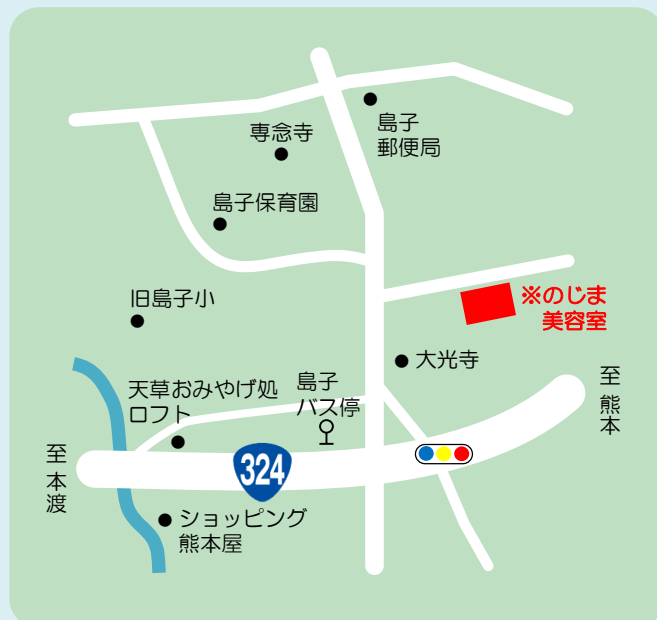 専念寺
島子
郵便局
島子保育園
旧島子小
※のじま
美容室
大光寺
島子
バス停
天草おみやげ処
ロフト
至熊本
至本渡
324
ショッピング
熊本屋